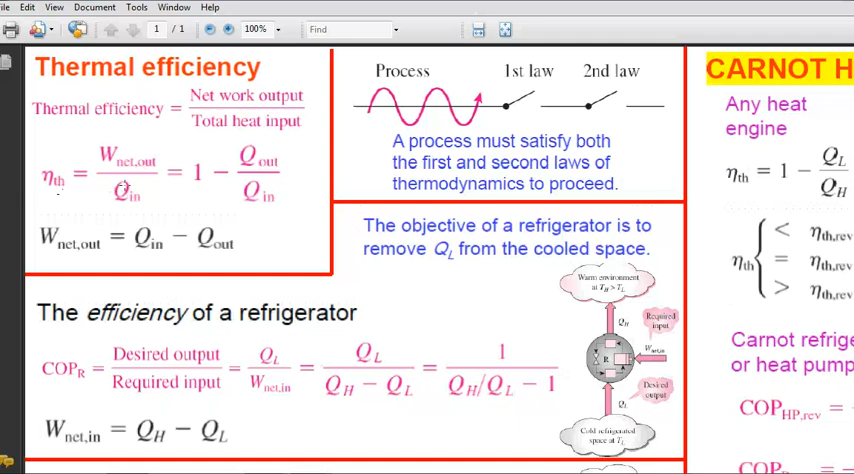 ile Edit View Document Tools Window Help
1 / 1 100% Find
Thermal efficiency
Thermal efficiency = Net work output / Total heat input
η_th = W_net,out / Q_in = 1 − Q_out / Q_in
W_net,out = Q_in − Q_out
Process 1st law 2nd law
A process must satisfy both
the first and second laws of
thermodynamics to proceed.
The objective of a refrigerator is to
remove Q_L from the cooled space.
The efficiency of a refrigerator
COP_R = Desired output / Required input = Q_L / W_net,in = Q_L / (Q_H − Q_L) = 1 / (Q_H/Q_L − 1)
W_net,in = Q_H − Q_L
Warm environment
at T_H > T_L
Q_H
Required
input
W_net,in
R
Desired
output
Q_L
Cold refrigerated
space at T_L
CARNOT H
Any heat
engine
η_th = 1 − Q_L / Q_H
η_th { < η_th,rev
= η_th,rev
> η_th,rev
Carnot refrige
or heat pump
COP_HP,rev =